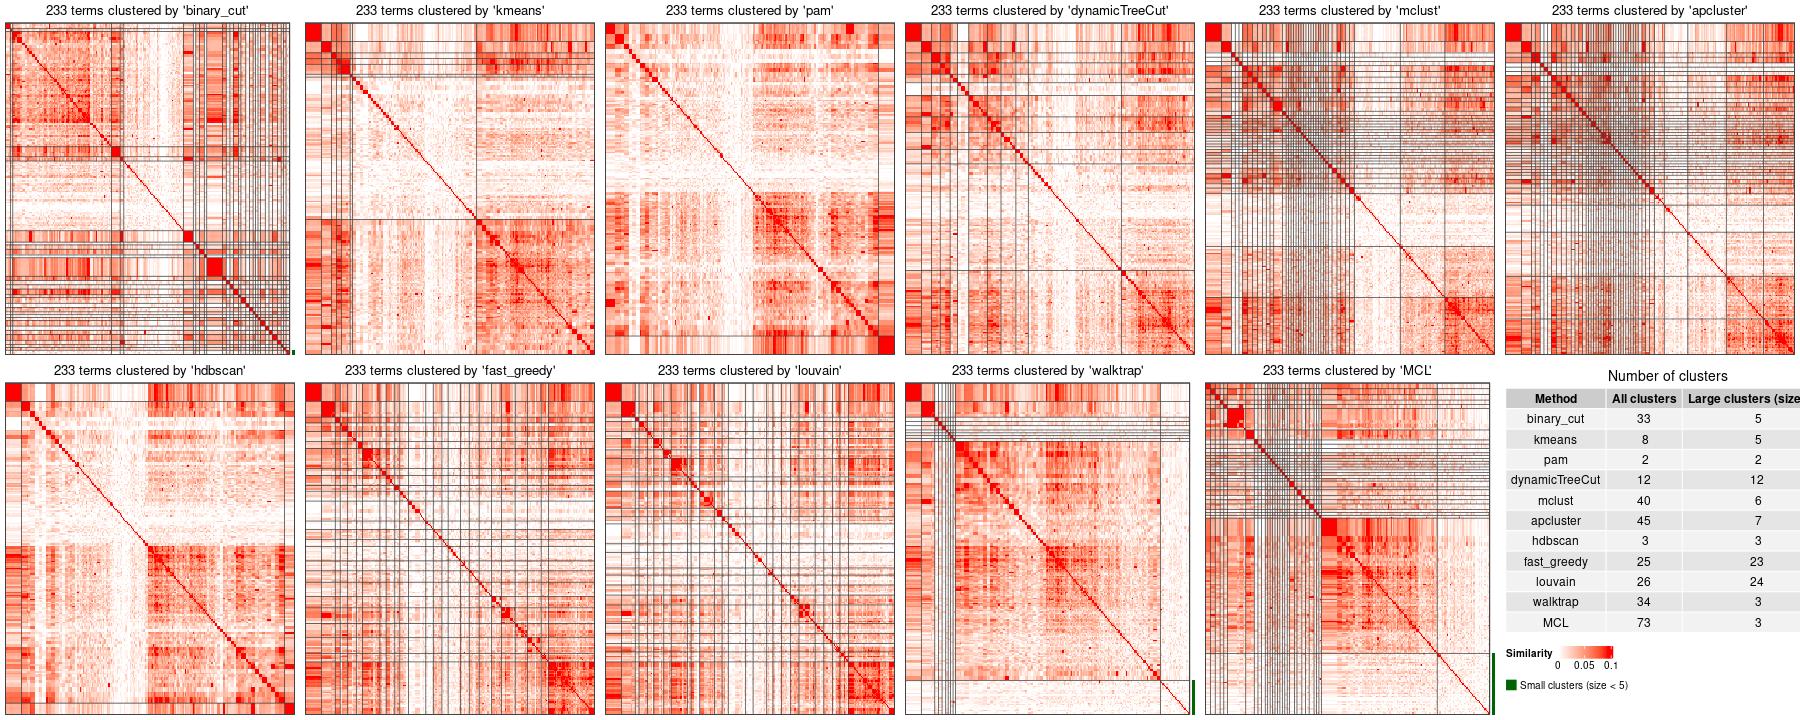 233 terms clustered by 'binary_cut'
233 terms clustered by 'kmeans'
233 terms clustered by 'pam'
233 terms clustered by 'dynamicTreeCut'
233 terms clustered by 'mclust'
233 terms clustered by 'apcluster'
233 terms clustered by 'hdbscan'
233 terms clustered by 'fast_greedy'
233 terms clustered by 'louvain'
233 terms clustered by 'walktrap'
233 terms clustered by 'MCL'
Number of clusters
Method All clusters Large clusters (size
binary_cut 33 5
kmeans 8 5
pam 2 2
dynamicTreeCut 12 12
mclust 40 6
apcluster 45 7
hdbscan 3 3
fast_greedy 25 23
louvain 26 24
walktrap 34 3
MCL 73 3
Similarity
0 0.05 0.1
Small clusters (size < 5)